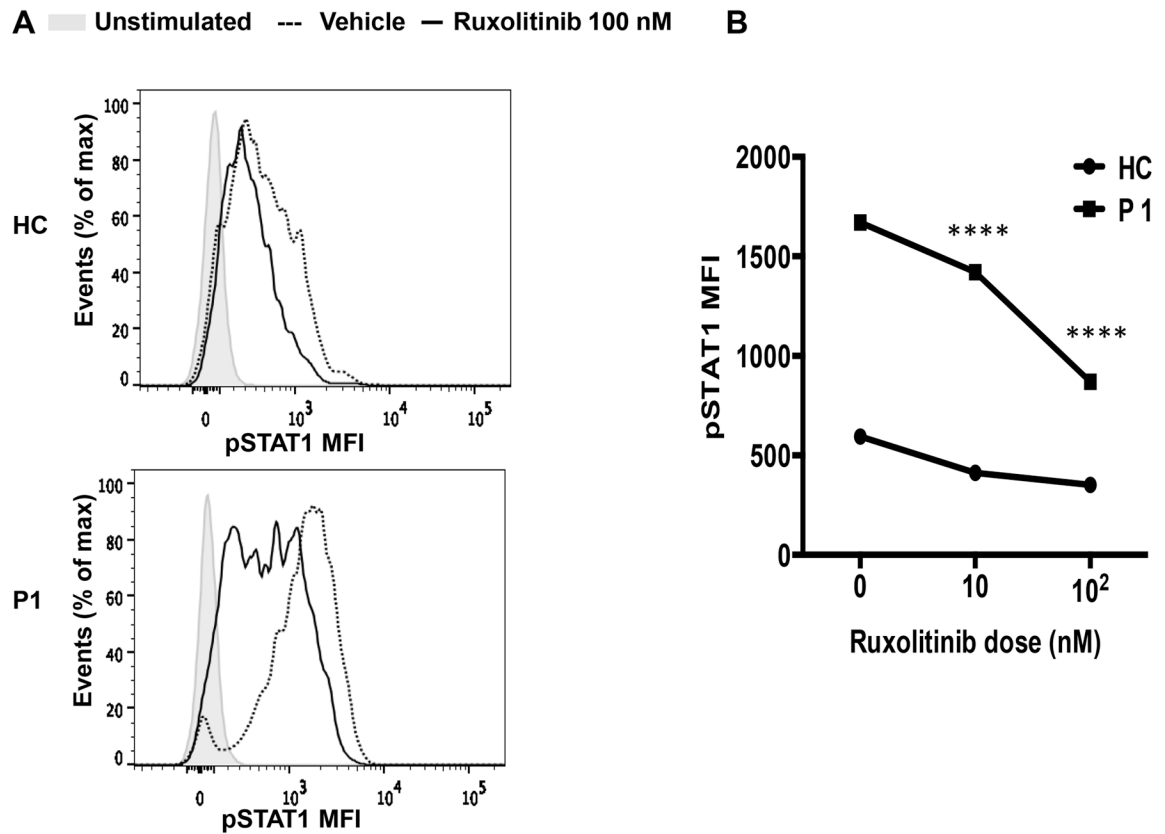 A Unstimulated --- Vehicle — Ruxolitinib 100 nM
HC
Events (% of max)
100
80
60
40
20
0
0 10³ 10⁴ 10⁵
pSTAT1 MFI
P1
Events (% of max)
100
80
60
40
20
0
0 10³ 10⁴ 10⁵
pSTAT1 MFI
B
HC
P 1
pSTAT1 MFI
2000
1500
1000
500
0
****
****
0 10 10²
Ruxolitinib dose (nM)